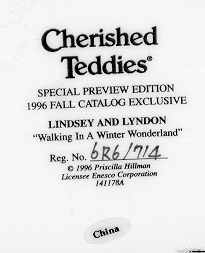 Cherished
Teddies®
SPECIAL PREVIEW EDITION
1996 FALL CATALOG EXCLUSIVE
LINDSEY AND LYNDON
"Walking In A Winter Wonderland"
Reg. No. 6R6/714
© 1996 Priscilla Hillman
Licensee Enesco Corporation
141178A
China